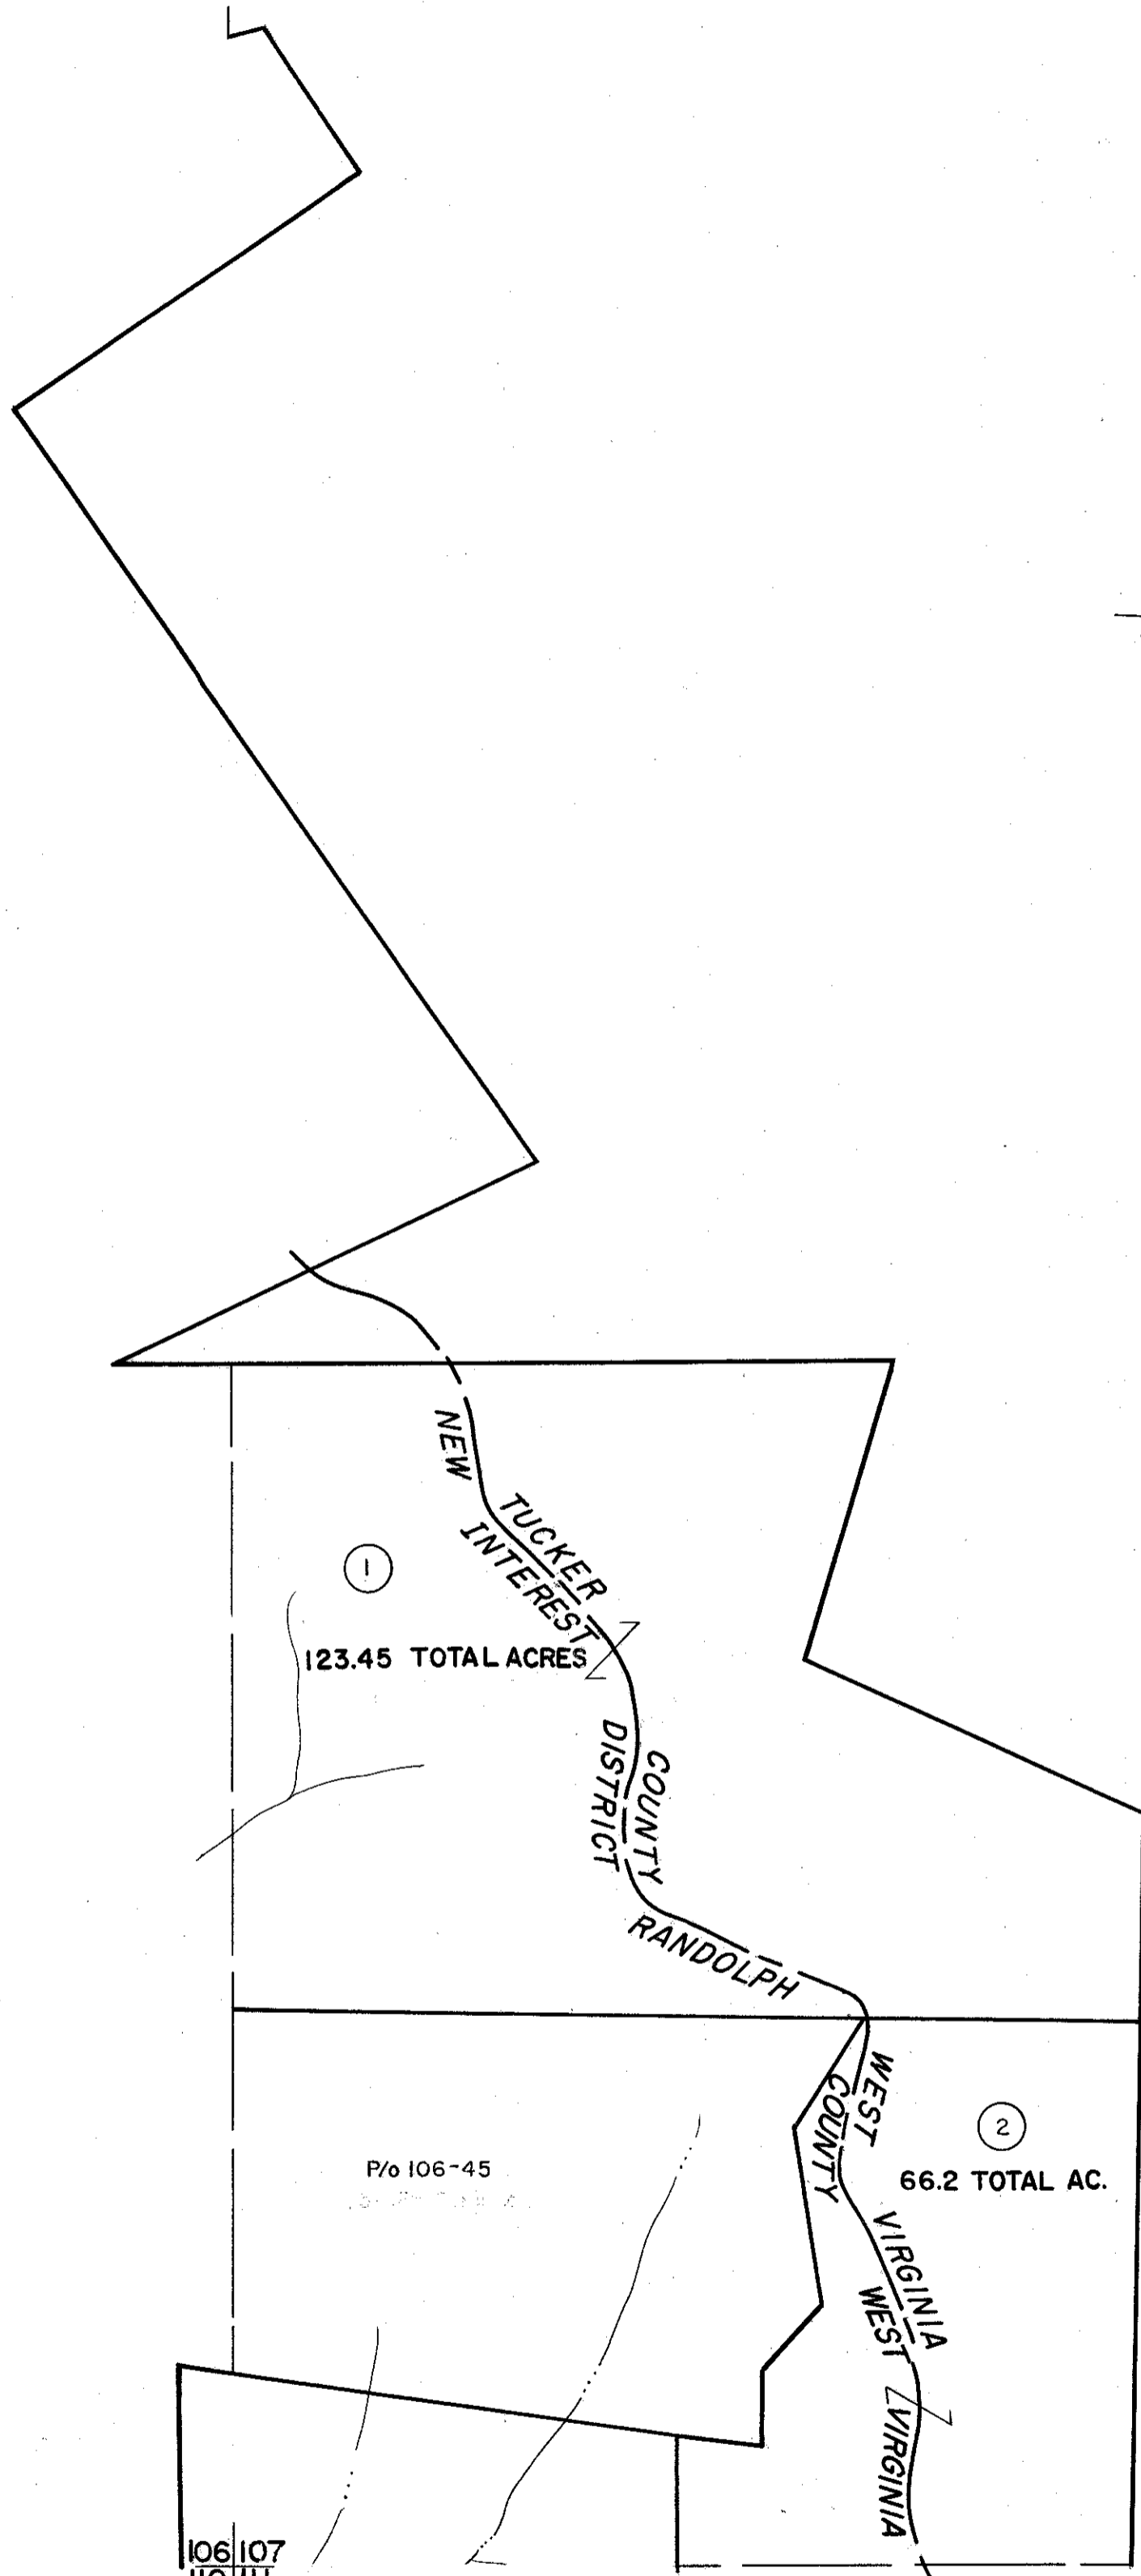 NEW
TUCKER
INTEREST
1
123.45 TOTAL ACRES
COUNTY
DISTRICT
RANDOLPH
WEST
COUNTY
2
P/o 106-45
66.2 TOTAL AC.
VIRGINIA
WEST VIRGINIA
106 107